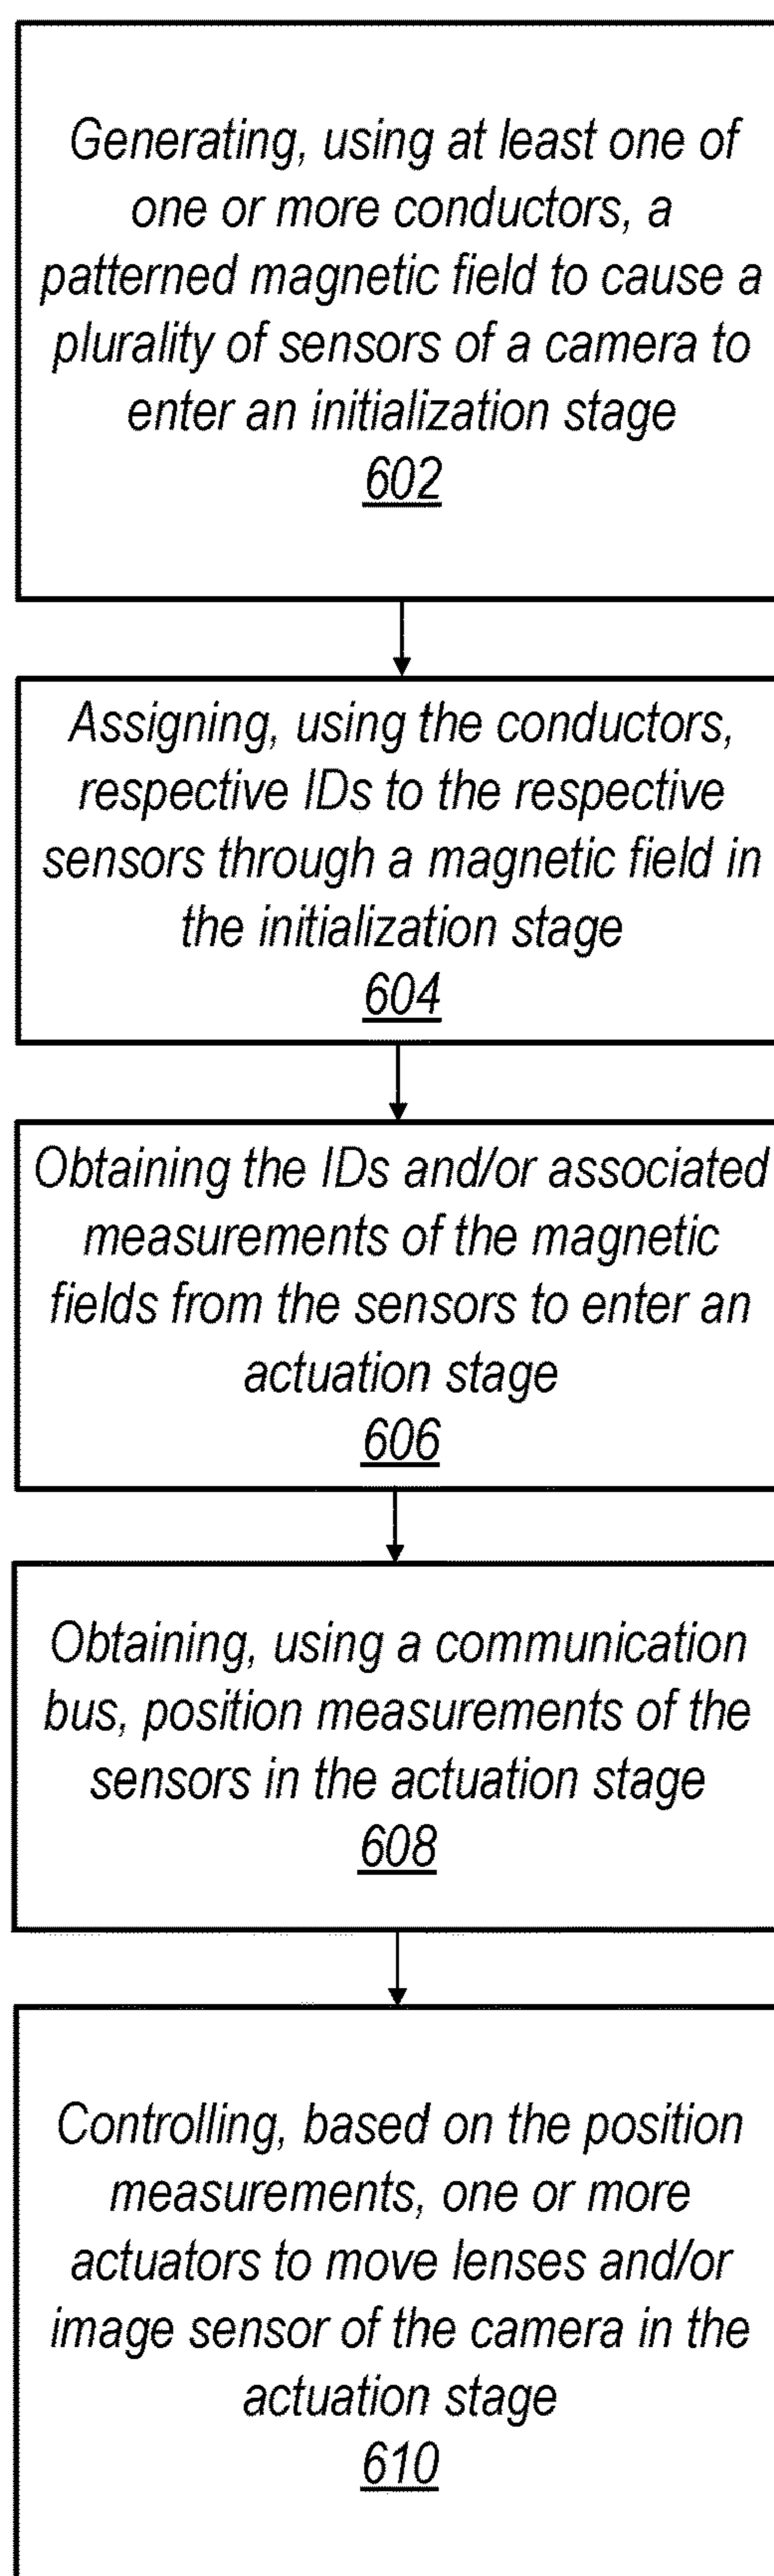 Generating, using at least one of
one or more conductors, a
patterned magnetic field to cause a
plurality of sensors of a camera to
enter an initialization stage
602
Assigning, using the conductors,
respective IDs to the respective
sensors through a magnetic field in
the initialization stage
604
Obtaining the IDs and/or associated
measurements of the magnetic
fields from the sensors to enter an
actuation stage
606
Obtaining, using a communication
bus, position measurements of the
sensors in the actuation stage
608
Controlling, based on the position
measurements, one or more
actuators to move lenses and/or
image sensor of the camera in the
actuation stage
610